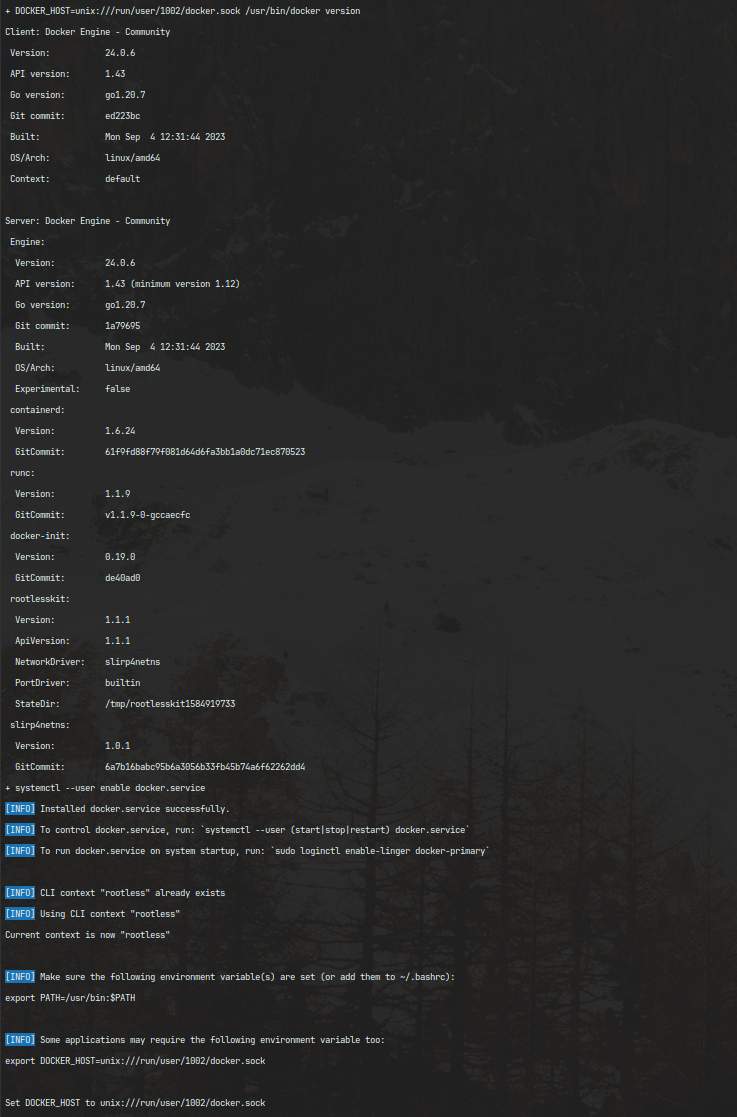 + DOCKER_HOST=unix:///run/user/1002/docker.sock /usr/bin/docker version
Client: Docker Engine - Community
Version: 24.0.6
API version: 1.43
Go version: go1.20.7
Git commit: ed223bc
Built: Mon Sep  4 12:31:44 2023
OS/Arch: linux/amd64
Context: default
Server: Docker Engine - Community
Engine:
Version: 24.0.6
API version: 1.43 (minimum version 1.12)
Go version: go1.20.7
Git commit: 1a79695
Built: Mon Sep  4 12:31:44 2023
OS/Arch: linux/amd64
Experimental: false
containerd:
Version: 1.6.24
GitCommit: 61f9fd88f79f081d64d6fa3bb1a0dc71ec870523
runc:
Version: 1.1.9
GitCommit: v1.1.9-0-gccaecfc
docker-init:
Version: 0.19.0
GitCommit: de40ad0
rootlesskit:
Version: 1.1.1
ApiVersion: 1.1.1
NetworkDriver: slirp4netns
PortDriver: builtin
StateDir: /tmp/rootlesskit1584919733
slirp4netns:
Version: 1.0.1
GitCommit: 6a7b16babc95b6a3056b33fb45b74a6f62262dd4
+ systemctl --user enable docker.service
[INFO] Installed docker.service successfully.
[INFO] To control docker.service, run: `systemctl --user (start|stop|restart) docker.service`
[INFO] To run docker.service on system startup, run: `sudo loginctl enable-linger docker-primary`
[INFO] CLI context "rootless" already exists
[INFO] Using CLI context "rootless"
Current context is now "rootless"
[INFO] Make sure the following environment variable(s) are set (or add them to ~/.bashrc):
export PATH=/usr/bin:$PATH
[INFO] Some applications may require the following environment variable too:
export DOCKER_HOST=unix:///run/user/1002/docker.sock
Set DOCKER_HOST to unix:///run/user/1002/docker.sock